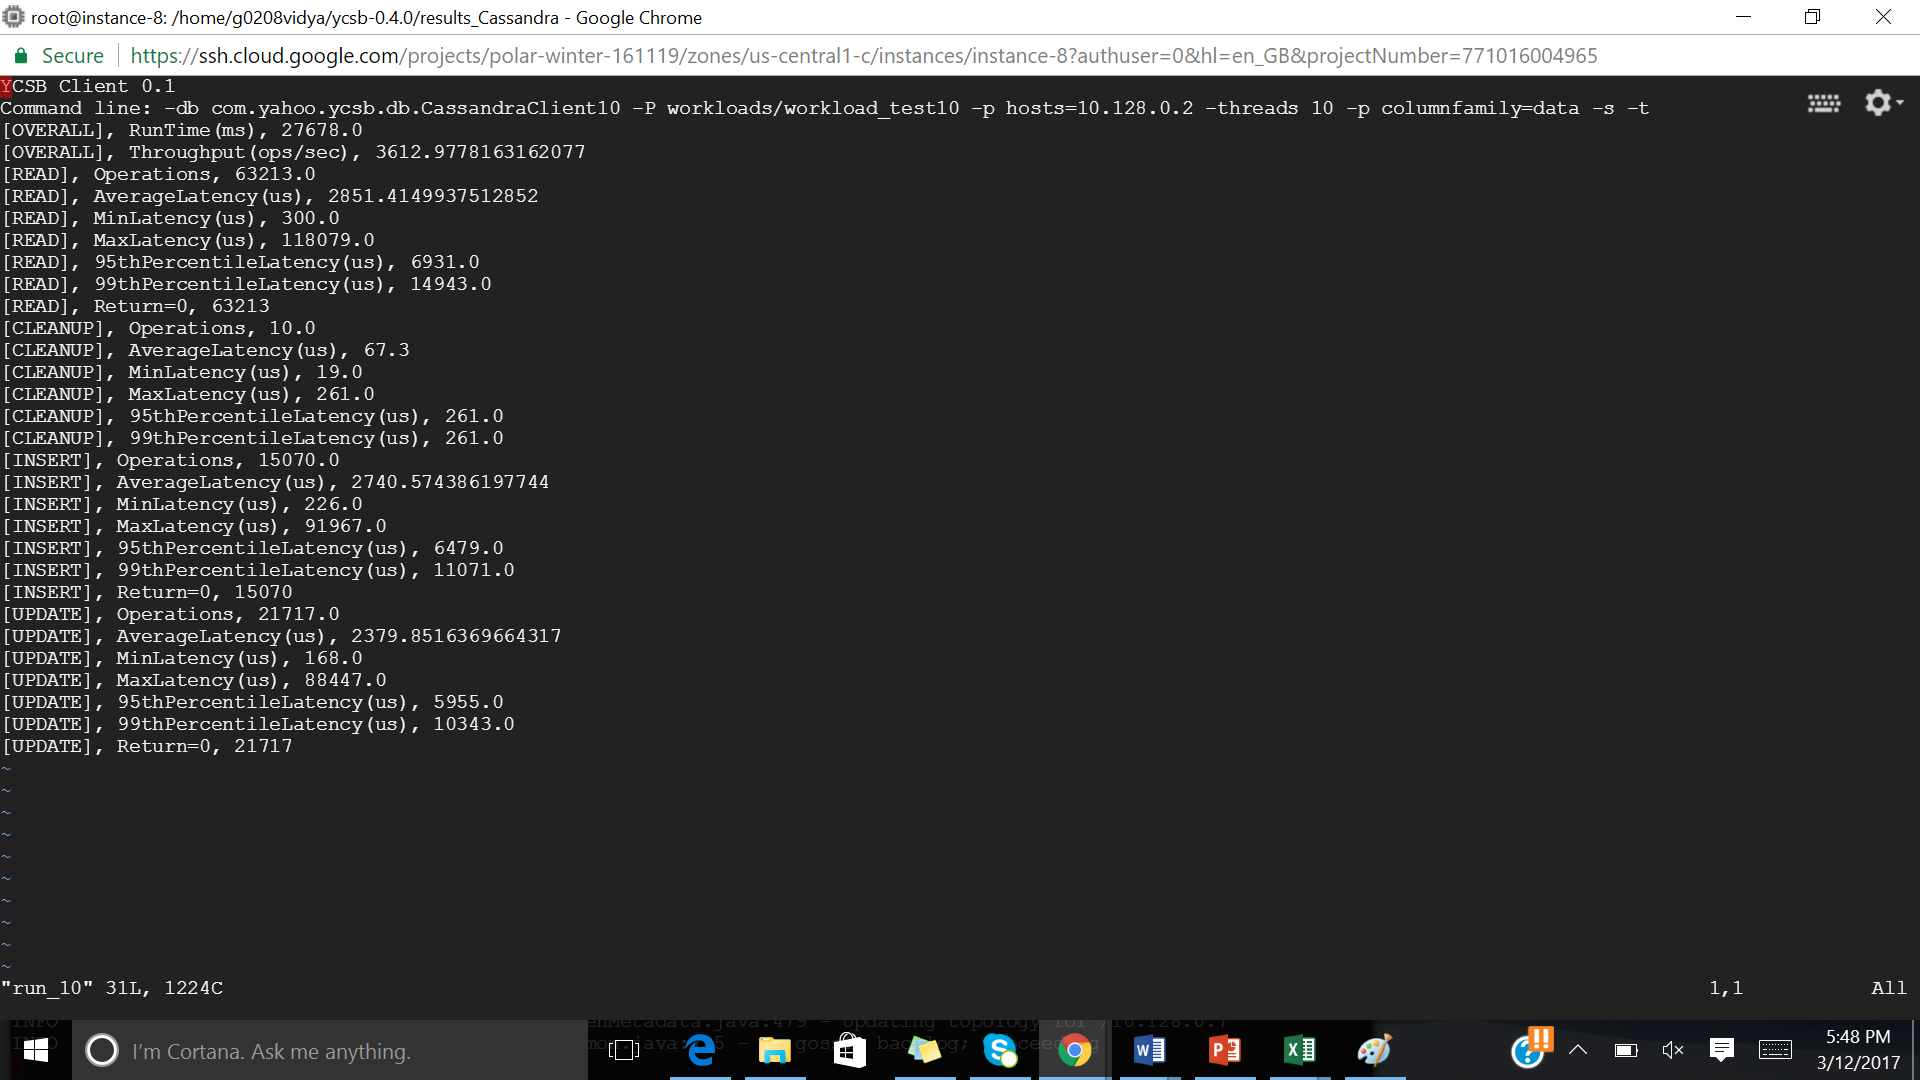 root@instance-8: /home/g0208vidya/ycsb-0.4.0/results_Cassandra - Google Chrome
Secure https://ssh.cloud.google.com/projects/polar-winter-161119/zones/us-central1-c/instances/instance-8?authuser=0&hl=en_GB&projectNumber=771016004965
YCSB Client 0.1
Command line: -db com.yahoo.ycsb.db.CassandraClient10 -P workloads/workload_test10 -p hosts=10.128.0.2 -threads 10 -p columnfamily=data -s -t
[OVERALL], RunTime(ms), 27678.0
[OVERALL], Throughput(ops/sec), 3612.9778163162077
[READ], Operations, 63213.0
[READ], AverageLatency(us), 2851.4149937512852
[READ], MinLatency(us), 300.0
[READ], MaxLatency(us), 118079.0
[READ], 95thPercentileLatency(us), 6931.0
[READ], 99thPercentileLatency(us), 14943.0
[READ], Return=0, 63213
[CLEANUP], Operations, 10.0
[CLEANUP], AverageLatency(us), 67.3
[CLEANUP], MinLatency(us), 19.0
[CLEANUP], MaxLatency(us), 261.0
[CLEANUP], 95thPercentileLatency(us), 261.0
[CLEANUP], 99thPercentileLatency(us), 261.0
[INSERT], Operations, 15070.0
[INSERT], AverageLatency(us), 2740.574386197744
[INSERT], MinLatency(us), 226.0
[INSERT], MaxLatency(us), 91967.0
[INSERT], 95thPercentileLatency(us), 6479.0
[INSERT], 99thPercentileLatency(us), 11071.0
[INSERT], Return=0, 15070
[UPDATE], Operations, 21717.0
[UPDATE], AverageLatency(us), 2379.8516369664317
[UPDATE], MinLatency(us), 168.0
[UPDATE], MaxLatency(us), 88447.0
[UPDATE], 95thPercentileLatency(us), 5955.0
[UPDATE], 99thPercentileLatency(us), 10343.0
[UPDATE], Return=0, 21717
~
~
~
~
~
~
~
~
~
~
"run_10" 31L, 1224C 1,1 All
I'm Cortana. Ask me anything.
5:48 PM
3/12/2017